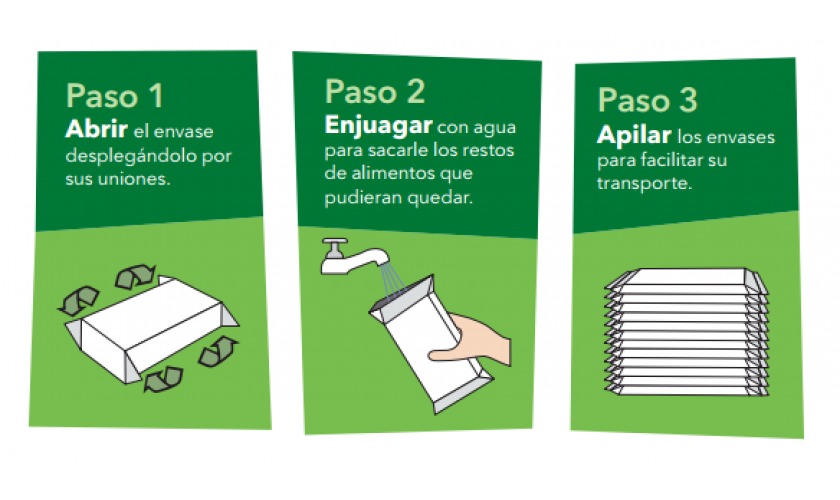 Paso 1
Abrir el envase
desplegándolo por
sus uniones.
Paso 2
Enjuagar con agua
para sacarle los restos
de alimentos que
pudieran quedar.
Paso 3
Apilar los envases
para facilitar su
transporte.